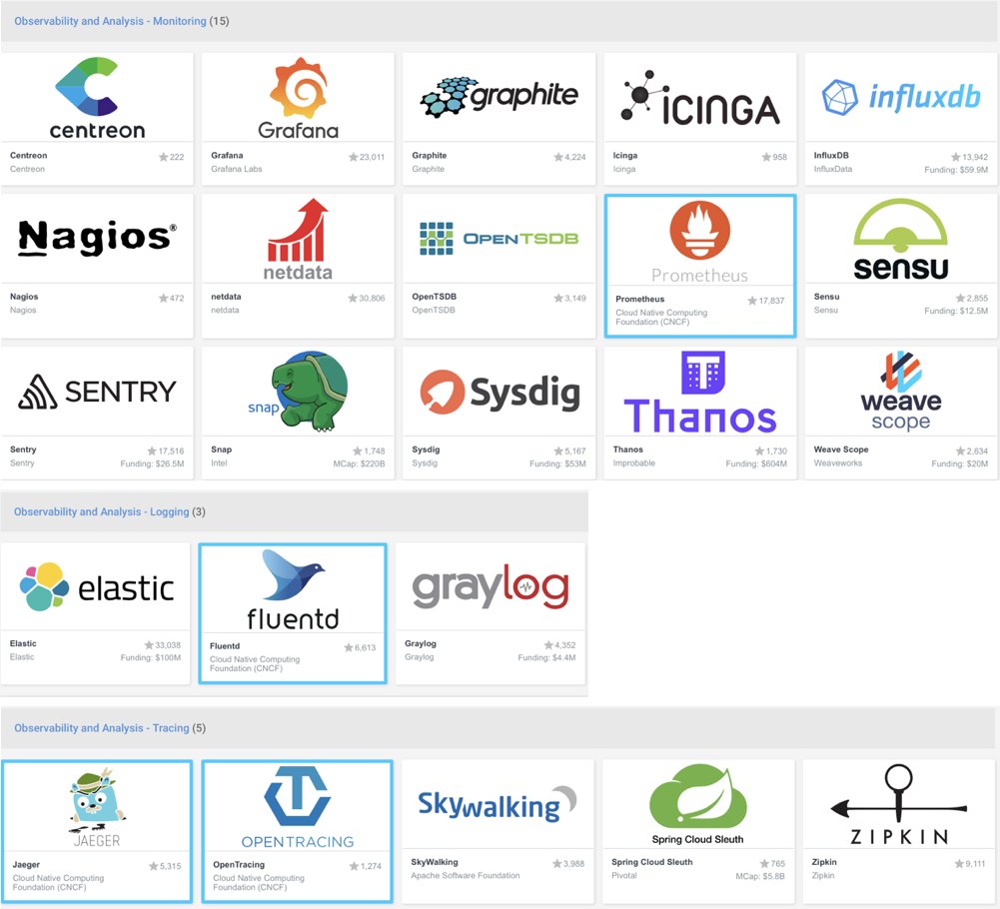 Observability and Analysis - Monitoring (15)
centreon
Centreon
222
Centreon
Grafana
Grafana
23,011
Grafana Labs
graphite
Graphite
4,224
Graphite
ICINGA
Icinga
958
Icinga
influxdb
InfluxDB
13,942
InfluxData
Funding: $59.9M
Nagios®
Nagios
472
Nagios
netdata
netdata
30,806
netdata
OPENTSDB
OpenTSDB
3,149
OpenTSDB
Prometheus
Prometheus
17,837
Cloud Native Computing
Foundation (CNCF)
sensu
Sensu
2,855
Sensu
Funding: $12.5M
SENTRY
Sentry
17,516
Sentry
Funding: $26.5M
snap
Snap
1,748
Intel
MCap: $220B
Sysdig
Sysdig
5,167
Sysdig
Funding: $53M
T
Thanos
Thanos
1,730
Improbable
Funding: $604M
weave
scope
Weave Scope
2,634
Weaveworks
Funding: $20M
Observability and Analysis - Logging (3)
elastic
Elastic
33,038
Elastic
Funding: $100M
fluentd
Fluentd
6,613
Cloud Native Computing
Foundation (CNCF)
graylog
Graylog
4,352
Graylog
Funding: $4.4M
Observability and Analysis - Tracing (5)
JAEGER
Jaeger
5,315
Cloud Native Computing
Foundation (CNCF)
OPENTRACING
OpenTracing
1,274
Cloud Native Computing
Foundation (CNCF)
Skywalking
SkyWalking
3,988
Apache Software Foundation
Spring Cloud Sleuth
Spring Cloud Sleuth
765
Pivotal
MCap: $5.8B
ZIPKIN
Zipkin
9,111
Zipkin